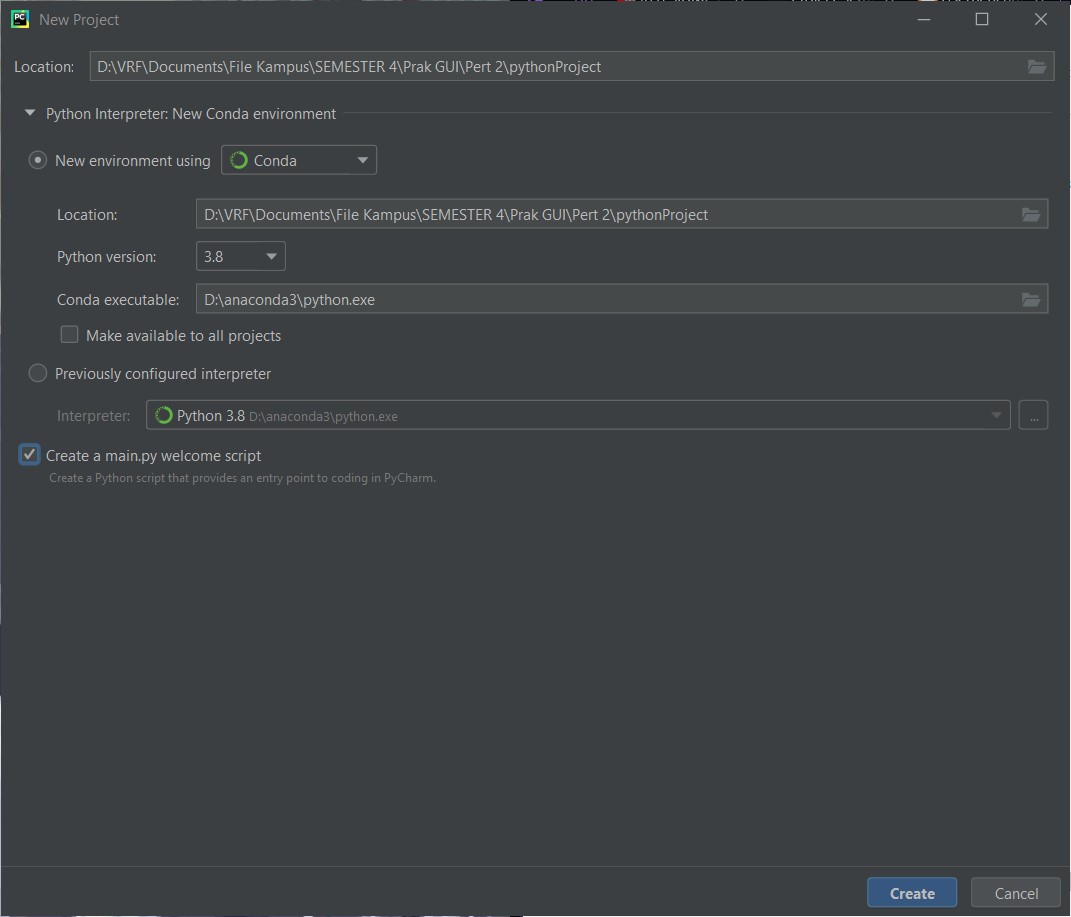 PC New Project
Location: D:\VRF\Documents\File Kampus\SEMESTER 4\Prak GUI\Pert 2\pythonProject
Python Interpreter: New Conda environment
New environment using Conda
Location: D:\VRF\Documents\File Kampus\SEMESTER 4\Prak GUI\Pert 2\pythonProject
Python version: 3.8
Conda executable: D:\anaconda3\python.exe
Make available to all projects
Previously configured interpreter
Interpreter: Python 3.8 D:\anaconda3\python.exe ...
Create a main.py welcome script
Create a Python script that provides an entry point to coding in PyCharm.
Create Cancel